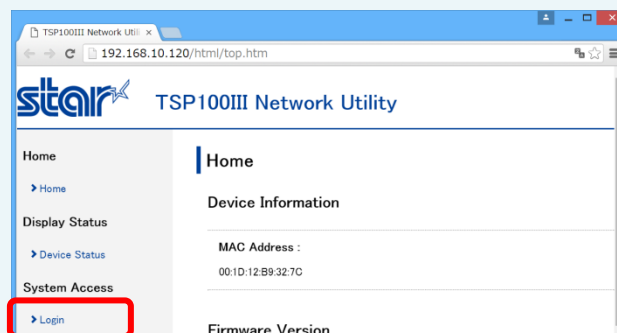 TSP100III Network Utili
192.168.10.120/html/top.htm
star
TSP100III Network Utility
Home
Home
Display Status
Device Status
System Access
Login
Home
Device Information
MAC Address :
00:1D:12:B9:32:7C
Firmware Version